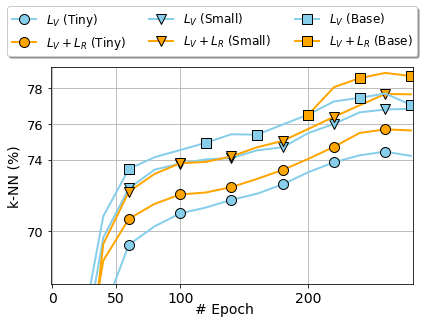 L_V (Tiny) L_V (Small) L_V (Base)
L_V + L_R (Tiny) L_V + L_R (Small) L_V + L_R (Base)
78
76
74
70
k-NN (%)
0 50 100 200
# Epoch